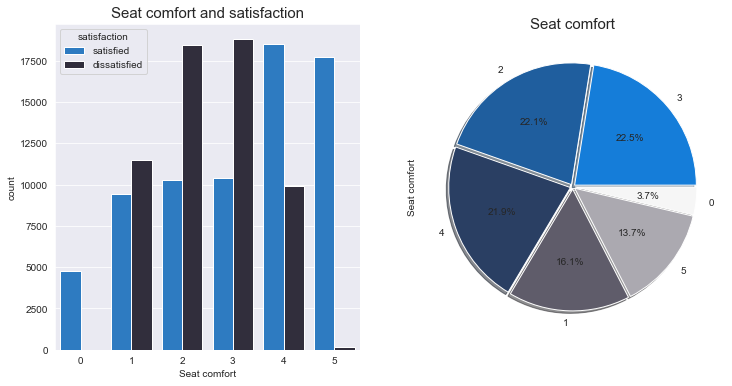 Seat comfort and satisfaction
satisfaction
satisfied
dissatisfied
17500
15000
12500
10000
7500
5000
2500
0
count
0 1 2 3 4 5
Seat comfort
Seat comfort
Seat comfort
3
22.5%
2
22.1%
4
21.9%
1
16.1%
5
13.7%
0
3.7%